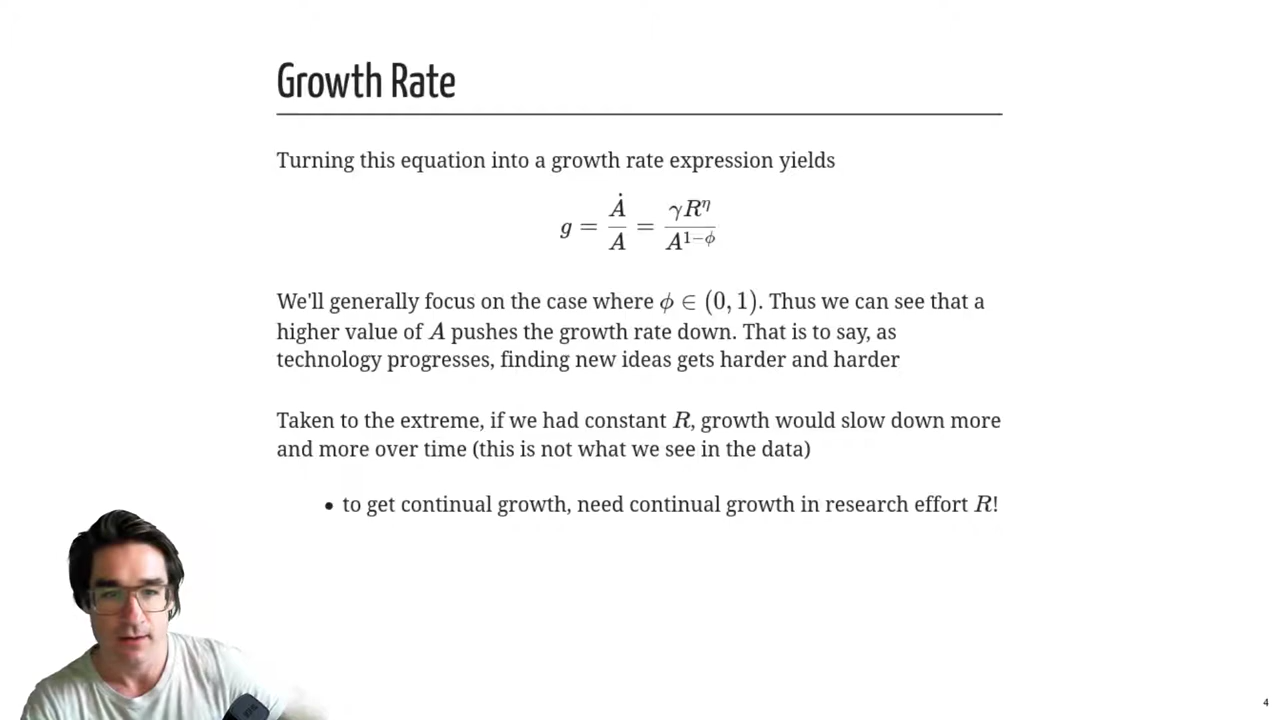 Growth Rate
Turning this equation into a growth rate expression yields
g = Ȧ/A = γR^η/A^{1−ϕ}
We'll generally focus on the case where ϕ ∈ (0, 1). Thus we can see that a
higher value of A pushes the growth rate down. That is to say, as
technology progresses, finding new ideas gets harder and harder
Taken to the extreme, if we had constant R, growth would slow down more
and more over time (this is not what we see in the data)
• to get continual growth, need continual growth in research effort R!
4